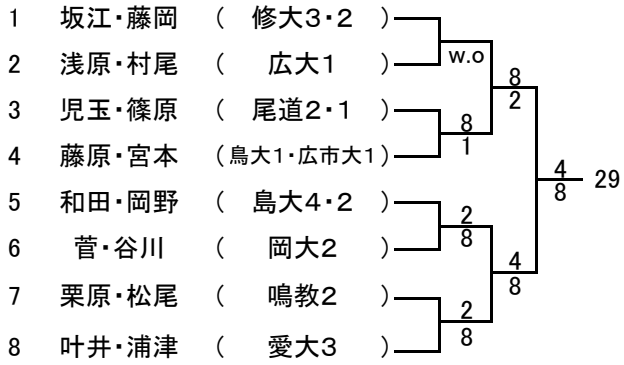 1 坂江・藤岡 ( 修大3・2 )
w.o
2 浅原・村尾 ( 広大1 )
8
2
3 児玉・篠原 ( 尾道2・1 )
8
1
4 藤原・宮本 (鳥大1・広市大1)
4
8
29
5 和田・岡野 ( 島大4・2 )
2
8
6 菅・谷川 ( 岡大2 )
4
8
7 栗原・松尾 ( 鳴教2 )
2
8
8 叶井・浦津 ( 愛大3 )